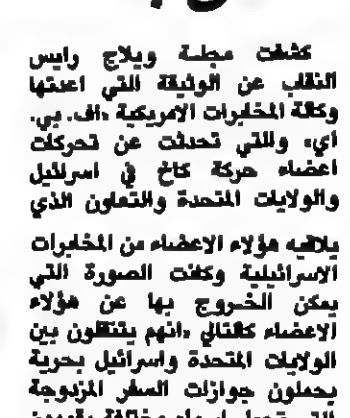 كشفت مجلة ويلاج وايس
النقاب عن الوثيقة التي اعدتها
وكالة المخابرات الامريكية «اف. بي.
اي» والتي تحدثت عن تحركات
اعضاء حركة كاخ في اسرائيل
والولايات المتحدة والتعاون الذي
يلاقيه هؤلاء الاعضاء من المخابرات
الاسرائيلية وكانت الصورة التي
يمكن الخروج بها عن هؤلاء
الاعضاء كالتالي «انهم يتنقلون بين
الولايات المتحدة واسرائيل بحرية
يحملون جوازات السفر المزدوجة